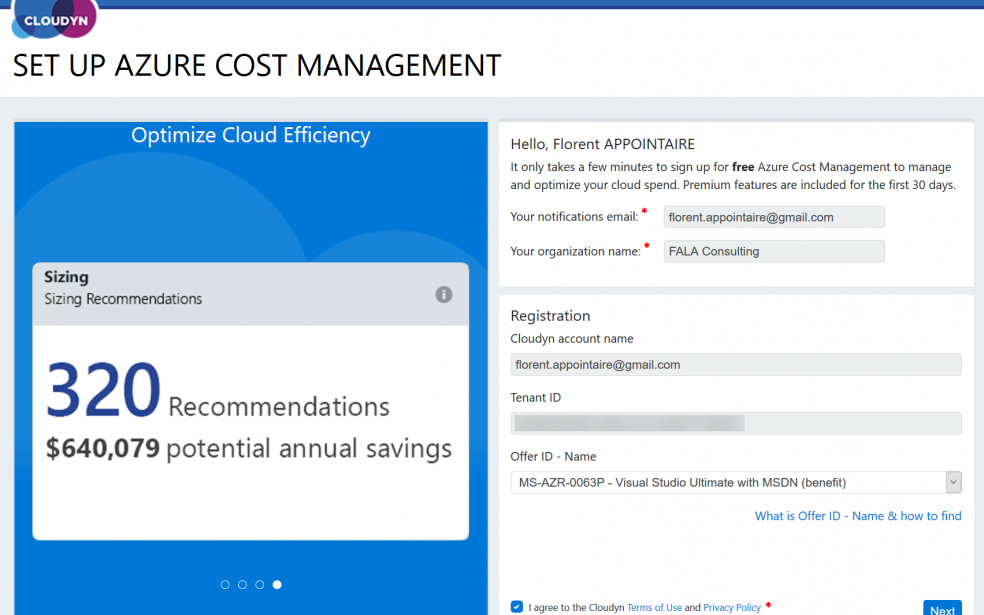 CLOUDYN
SET UP AZURE COST MANAGEMENT
Optimize Cloud Efficiency
Sizing
Sizing Recommendations
320 Recommendations
$640,079 potential annual savings
Hello, Florent APPOINTAIRE
It only takes a few minutes to sign up for free Azure Cost Management to manage
and optimize your cloud spend. Premium features are included for the first 30 days.
Your notifications email: * florent.appointaire@gmail.com
Your organization name: * FALA Consulting
Registration
Cloudyn account name
florent.appointaire@gmail.com
Tenant ID
Offer ID - Name
MS-AZR-0063P - Visual Studio Ultimate with MSDN (benefit)
What is Offer ID - Name & how to find
I agree to the Cloudyn Terms of Use and Privacy Policy *
Next